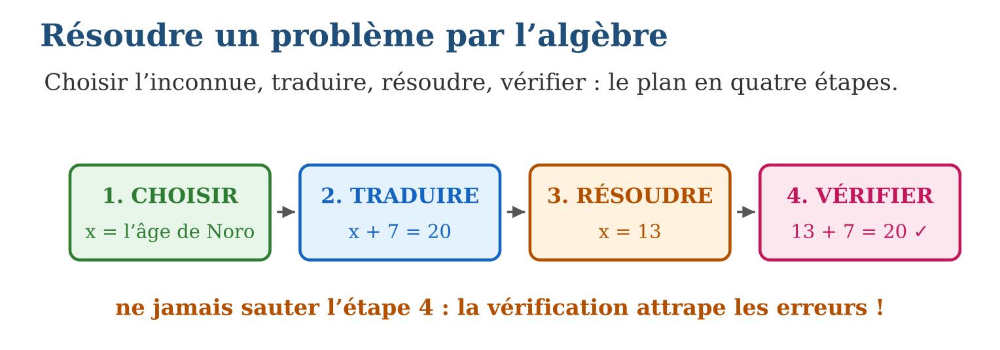 Résoudre un problème par l’algèbre
Choisir l’inconnue, traduire, résoudre, vérifier : le plan en quatre étapes.
1. CHOISIR
x = l’âge de Noro
2. TRADUIRE
x + 7 = 20
3. RÉSOUDRE
x = 13
4. VÉRIFIER
13 + 7 = 20 ✓
ne jamais sauter l’étape 4 : la vérification attrape les erreurs !